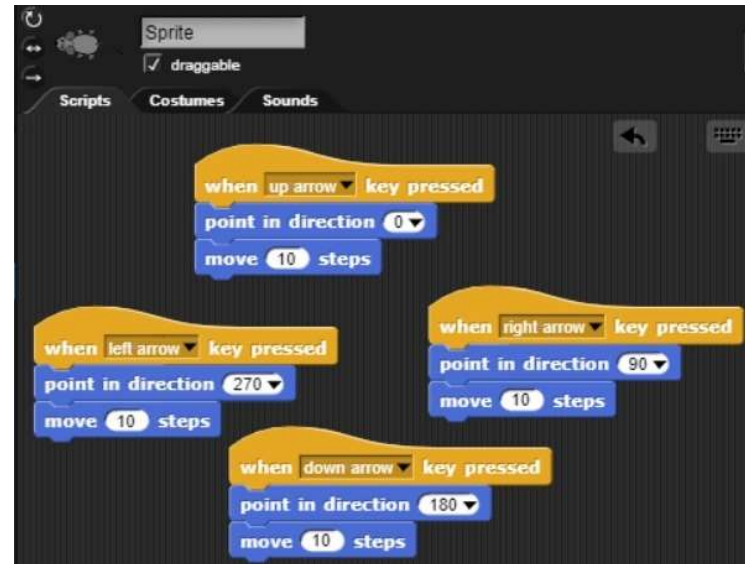 Sprite
draggable
Scripts Costumes Sounds
when up arrow key pressed
point in direction 0
move 10 steps
when left arrow key pressed
point in direction 270
move 10 steps
when right arrow key pressed
point in direction 90
move 10 steps
when down arrow key pressed
point in direction 180
move 10 steps